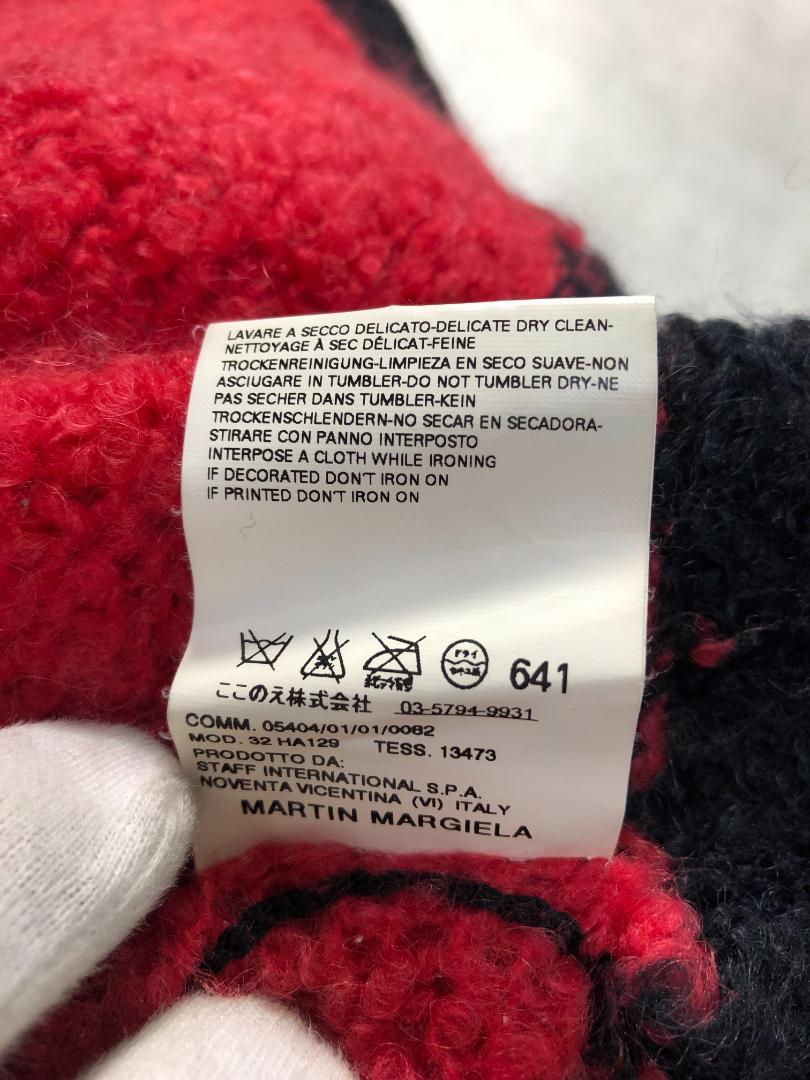 LAVARE A SECCO DELICATO-DELICATE DRY CLEAN-
NETTOYAGE À SEC DÉLICAT-FEINE
TROCKENREINIGUNG-LIMPIEZA EN SECO SUAVE-NON
ASCIUGARE IN TUMBLER-DO NOT TUMBLER DRY-NE
PAS SECHER DANS TUMBLER-KEIN
TROCKENSCHLENDERN-NO SECAR EN SECADORA-
STIRARE CON PANNO INTERPOSTO
INTERPOSE A CLOTH WHILE IRONING
IF DECORATED DON'T IRON ON
IF PRINTED DON'T IRON ON
ドライ
641
ここのえ株式会社 03-5794-9931
COMM. 05404/01/01/0082
MOD. 32 HA129 TESS. 13473
PRODOTTO DA:
STAFF INTERNATIONAL S.P.A.
NOVENTA VICENTINA (VI) ITALY
MARTIN MARGIELA